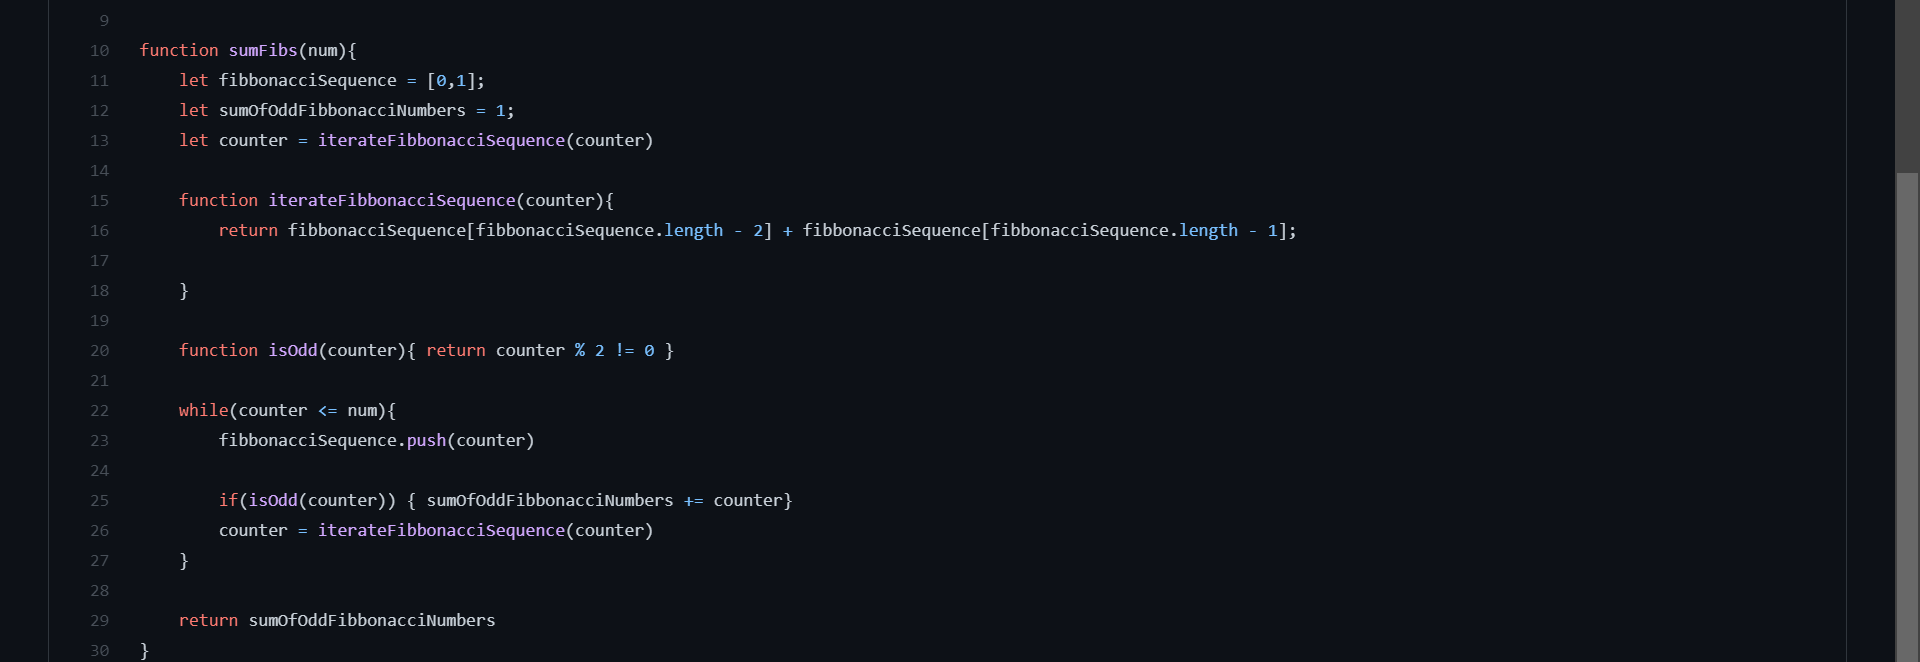 9
10 function sumFibs(num){
11 let fibbonacciSequence = [0,1];
12 let sumOfOddFibbonacciNumbers = 1;
13 let counter = iterateFibbonacciSequence(counter)
14
15 function iterateFibbonacciSequence(counter){
16 return fibbonacciSequence[fibbonacciSequence.length - 2] + fibbonacciSequence[fibbonacciSequence.length - 1];
17
18 }
19
20 function isOdd(counter){ return counter % 2 != 0 }
21
22 while(counter <= num){
23 fibbonacciSequence.push(counter)
24
25 if(isOdd(counter)) { sumOfOddFibbonacciNumbers += counter}
26 counter = iterateFibbonacciSequence(counter)
27 }
28
29 return sumOfOddFibbonacciNumbers
30 }